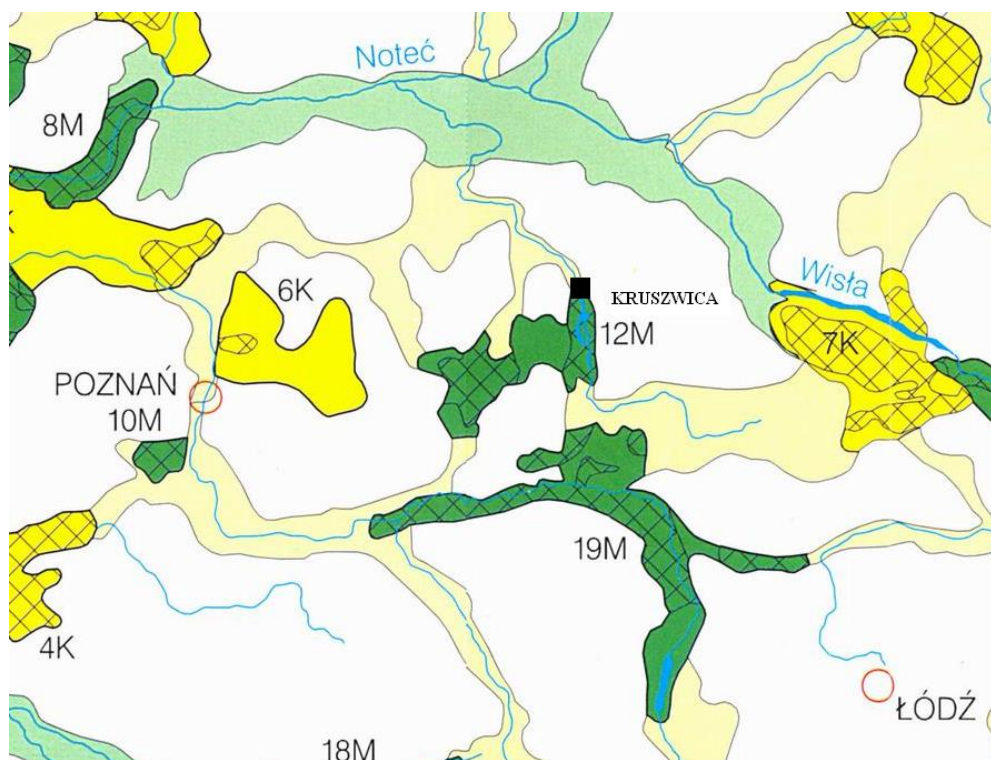 Noteć
8M
Wisła
6K
KRUSZWICA
12M
7K
POZNAŃ
10M
19M
4K
ŁÓDŹ
18M